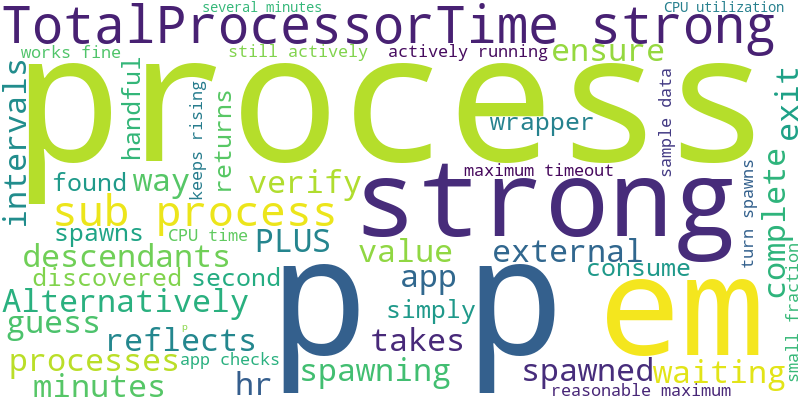 several minutes
CPU utilization
TotalProcessorTime strong
works fine
still actively
actively running
ensure
process
intervals
handful
keeps rising
returns
wrapper
sample data
exit
maximum timeout
found
way
verify
strong
turn spawns
complete
sub process
spawns
CPU time
PLUS
value
external
descendants
consume
discovered
second
app
p p
em
small fraction
Alternatively
simply
guess
reflects
p
takes
processes
app checks
spawning
spawned
waiting
minutes
hr
reasonable maximum